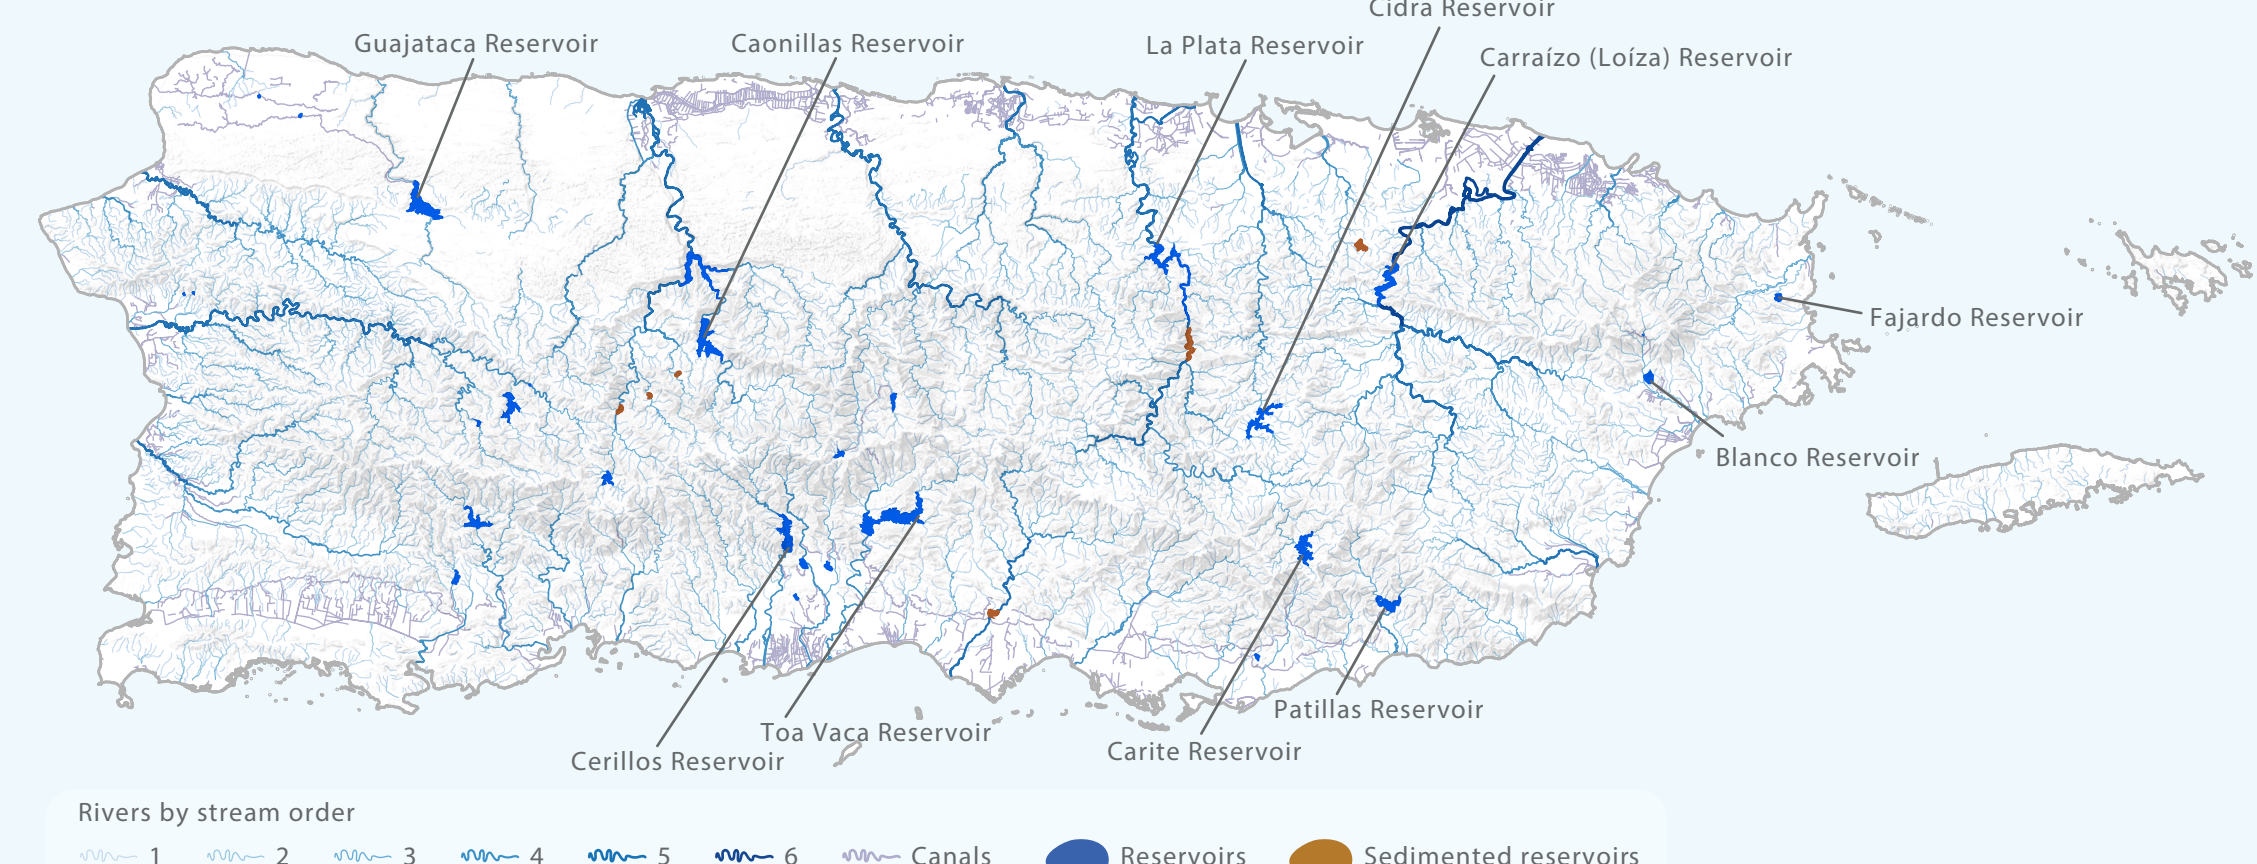 Cidra Reservoir
Guajataca Reservoir
Caonillas Reservoir
La Plata Reservoir
Carraízo (Loíza) Reservoir
Fajardo Reservoir
Blanco Reservoir
Patillas Reservoir
Toa Vaca Reservoir
Carite Reservoir
Cerillos Reservoir
Rivers by stream order
1 2 3 4 5 6 Canals Reservoirs Sedimented reservoirs